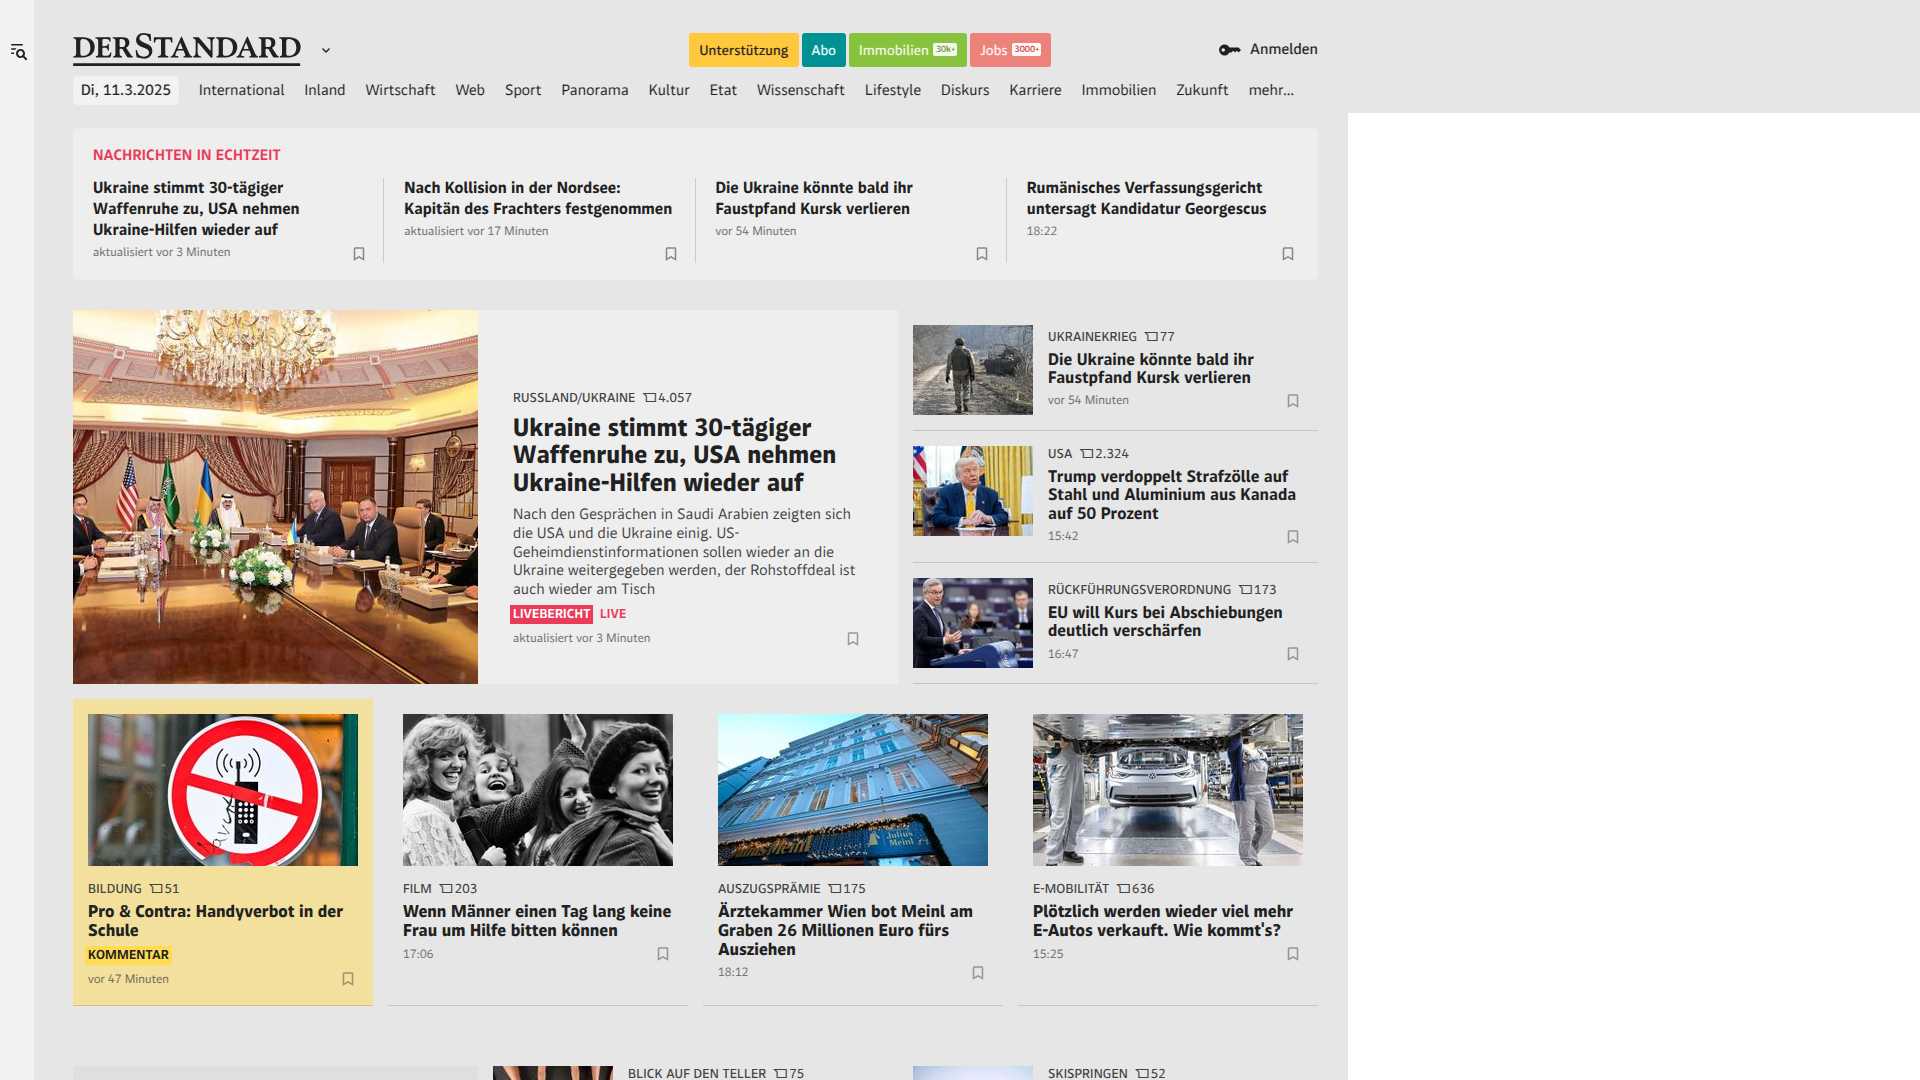 DERSTANDARD
Unterstützung
Abo
Immobilien 30k+
Jobs 3000+
Anmelden
Di, 11.3.2025
International
Inland
Wirtschaft
Web
Sport
Panorama
Kultur
Etat
Wissenschaft
Lifestyle
Diskurs
Karriere
Immobilien
Zukunft
mehr...
NACHRICHTEN IN ECHTZEIT
Ukraine stimmt 30-tägiger
Waffenruhe zu, USA nehmen
Ukraine-Hilfen wieder auf
aktualisiert vor 3 Minuten
Nach Kollision in der Nordsee:
Kapitän des Frachters festgenommen
aktualisiert vor 17 Minuten
Die Ukraine könnte bald ihr
Faustpfand Kursk verlieren
vor 54 Minuten
Rumänisches Verfassungsgericht
untersagt Kandidatur Georgescus
18:22
RUSSLAND/UKRAINE 4.057
Ukraine stimmt 30-tägiger
Waffenruhe zu, USA nehmen
Ukraine-Hilfen wieder auf
Nach den Gesprächen in Saudi Arabien zeigten sich
die USA und die Ukraine einig. US-
Geheimdienstinformationen sollen wieder an die
Ukraine weitergegeben werden, der Rohstoffdeal ist
auch wieder am Tisch
LIVEBERICHT LIVE
aktualisiert vor 3 Minuten
UKRAINEKRIEG 77
Die Ukraine könnte bald ihr
Faustpfand Kursk verlieren
vor 54 Minuten
USA 2.324
Trump verdoppelt Strafzölle auf
Stahl und Aluminium aus Kanada
auf 50 Prozent
15:42
RÜCKFÜHRUNGSVERORDNUNG 173
EU will Kurs bei Abschiebungen
deutlich verschärfen
16:47
BILDUNG 51
Pro & Contra: Handyverbot in der
Schule
KOMMENTAR
vor 47 Minuten
FILM 203
Wenn Männer einen Tag lang keine
Frau um Hilfe bitten können
17:06
Julius
Meinl
AUSZUGSPRÄMIE 175
Ärztekammer Wien bot Meinl am
Graben 26 Millionen Euro fürs
Ausziehen
18:12
E-MOBILITÄT 636
Plötzlich werden wieder viel mehr
E-Autos verkauft. Wie kommt's?
15:25
BLICK AUF DEN TELLER 75
SKISPRINGEN 52